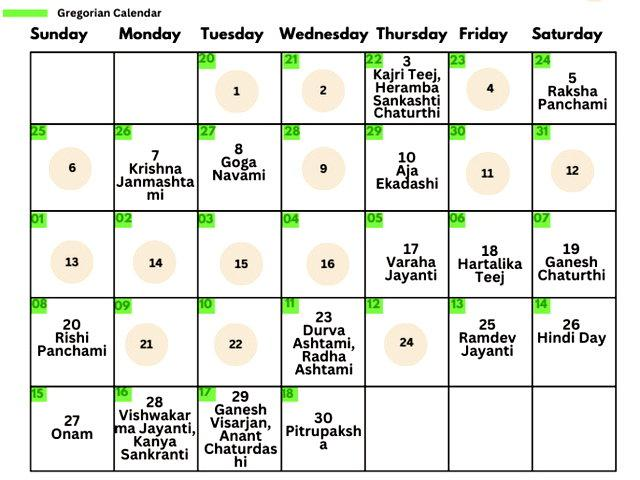 Gregorian Calendar
Sunday Monday Tuesday Wednesday Thursday Friday Saturday
20
1
21
2
22
3
Kajri Teej,
Heramba
Sankashti
Chaturthi
23
4
24
5
Raksha
Panchami
25
6
26
7
Krishna
Janmashta
mi
27
8
Goga
Navami
28
9
29
10
Aja
Ekadashi
30
11
31
12
01
13
02
14
03
15
04
16
05
17
Varaha
Jayanti
06
18
Hartalika
Teej
07
19
Ganesh
Chaturthi
08
20
Rishi
Panchami
09
21
10
22
11
23
Durva
Ashtami,
Radha
Ashtami
12
24
13
25
Ramdev
Jayanti
14
26
Hindi Day
15
27
Onam
16
28
Vishwakar
ma Jayanti,
Kanya
Sankranti
17
29
Ganesh
Visarjan,
Anant
Chaturdas
hi
18
30
Pitrupaksh
a